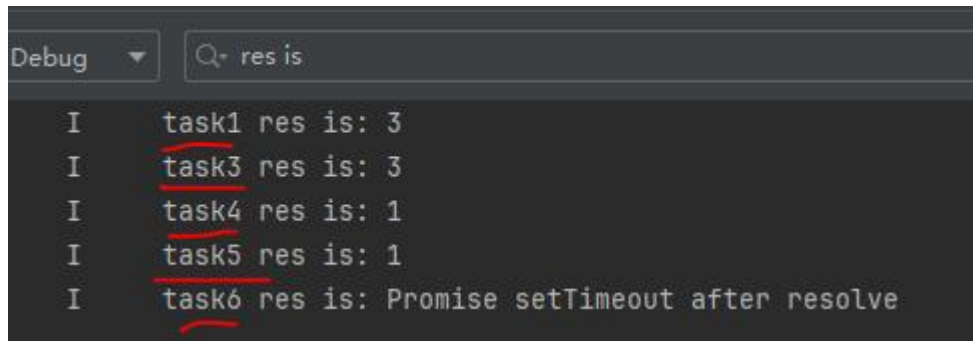 Debug res is
I task1 res is: 3
I task3 res is: 3
I task4 res is: 1
I task5 res is: 1
I task6 res is: Promise setTimeout after resolve